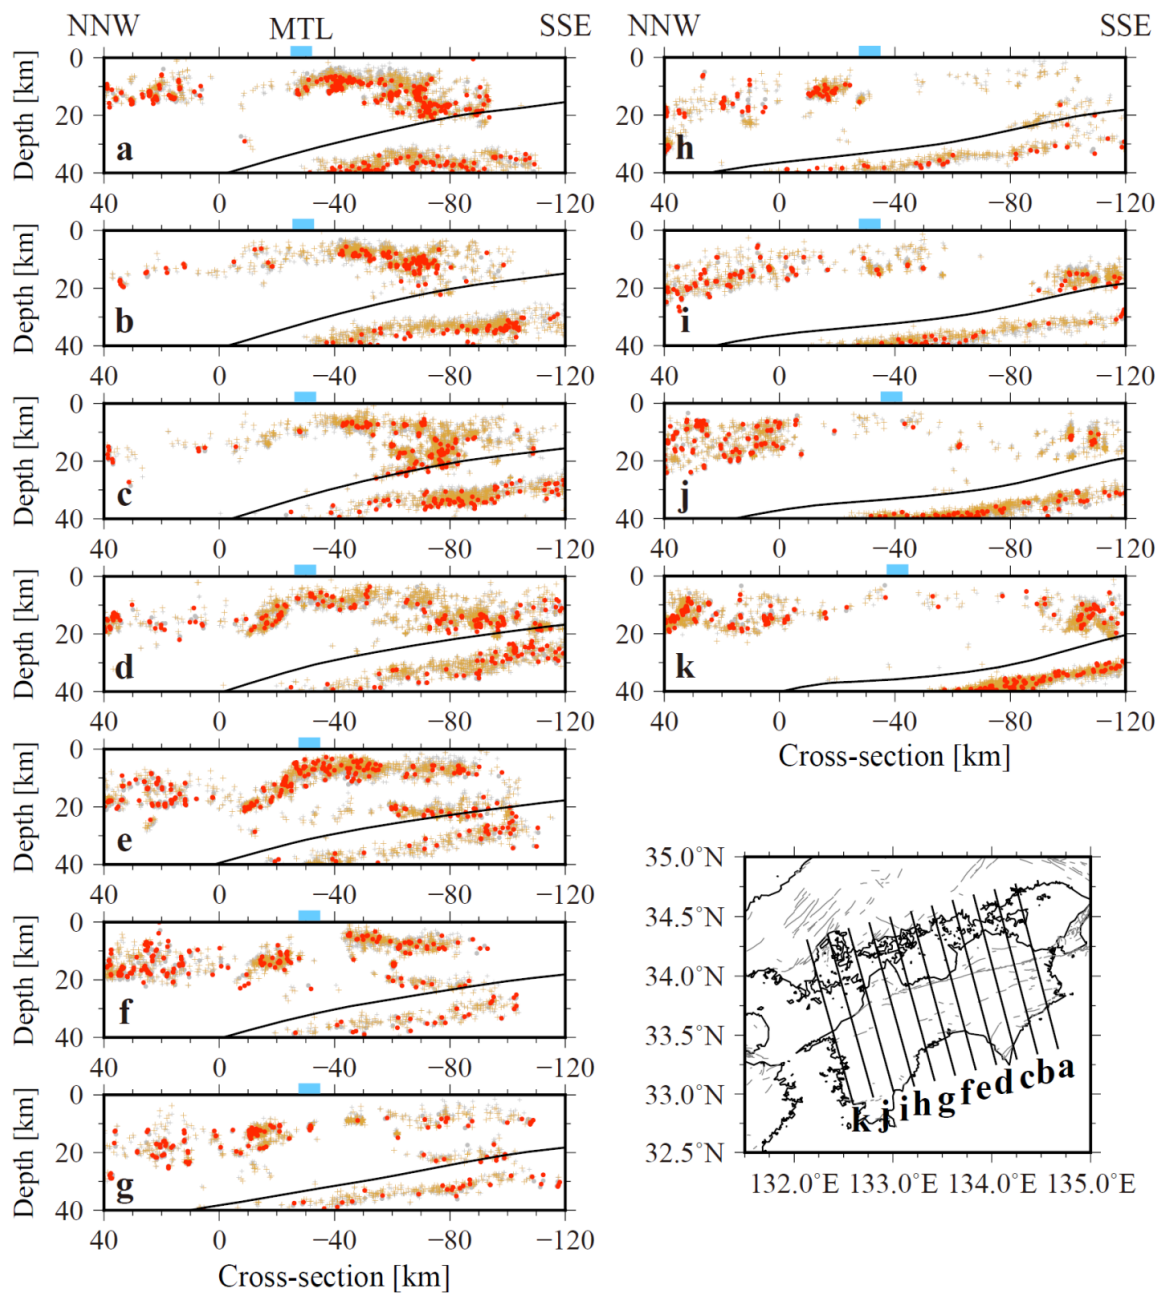 NNW MTL SSE
0
20
40
Depth [km]
a
40 0 −40 −80 −120
0
20
40
Depth [km]
b
40 0 −40 −80 −120
0
20
40
Depth [km]
c
40 0 −40 −80 −120
0
20
40
Depth [km]
d
40 0 −40 −80 −120
0
20
40
Depth [km]
e
40 0 −40 −80 −120
0
20
40
Depth [km]
f
40 0 −40 −80 −120
0
20
40
Depth [km]
g
40 0 −40 −80 −120
Cross-section [km]
NNW SSE
0
20
40
h
40 0 −40 −80 −120
0
20
40
i
40 0 −40 −80 −120
0
20
40
j
40 0 −40 −80 −120
0
20
40
k
40 0 −40 −80 −120
Cross-section [km]
35.0°N
34.5°N
34.0°N
33.5°N
33.0°N
32.5°N
k j i h g f e d c b a
132.0°E 133.0°E 134.0°E 135.0°E